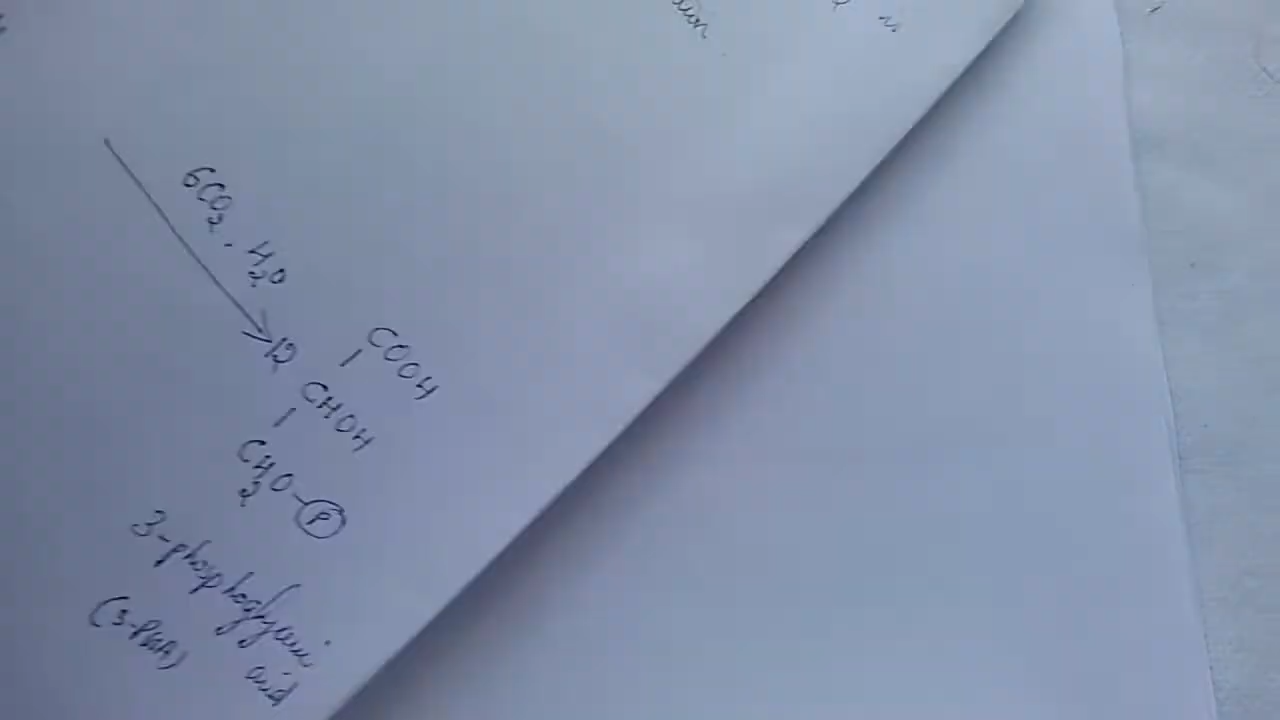 6CO2, H2O
12
COOH
CHOH
CH2O-P
3-phosphoglyceric
acid
(3-PGA)